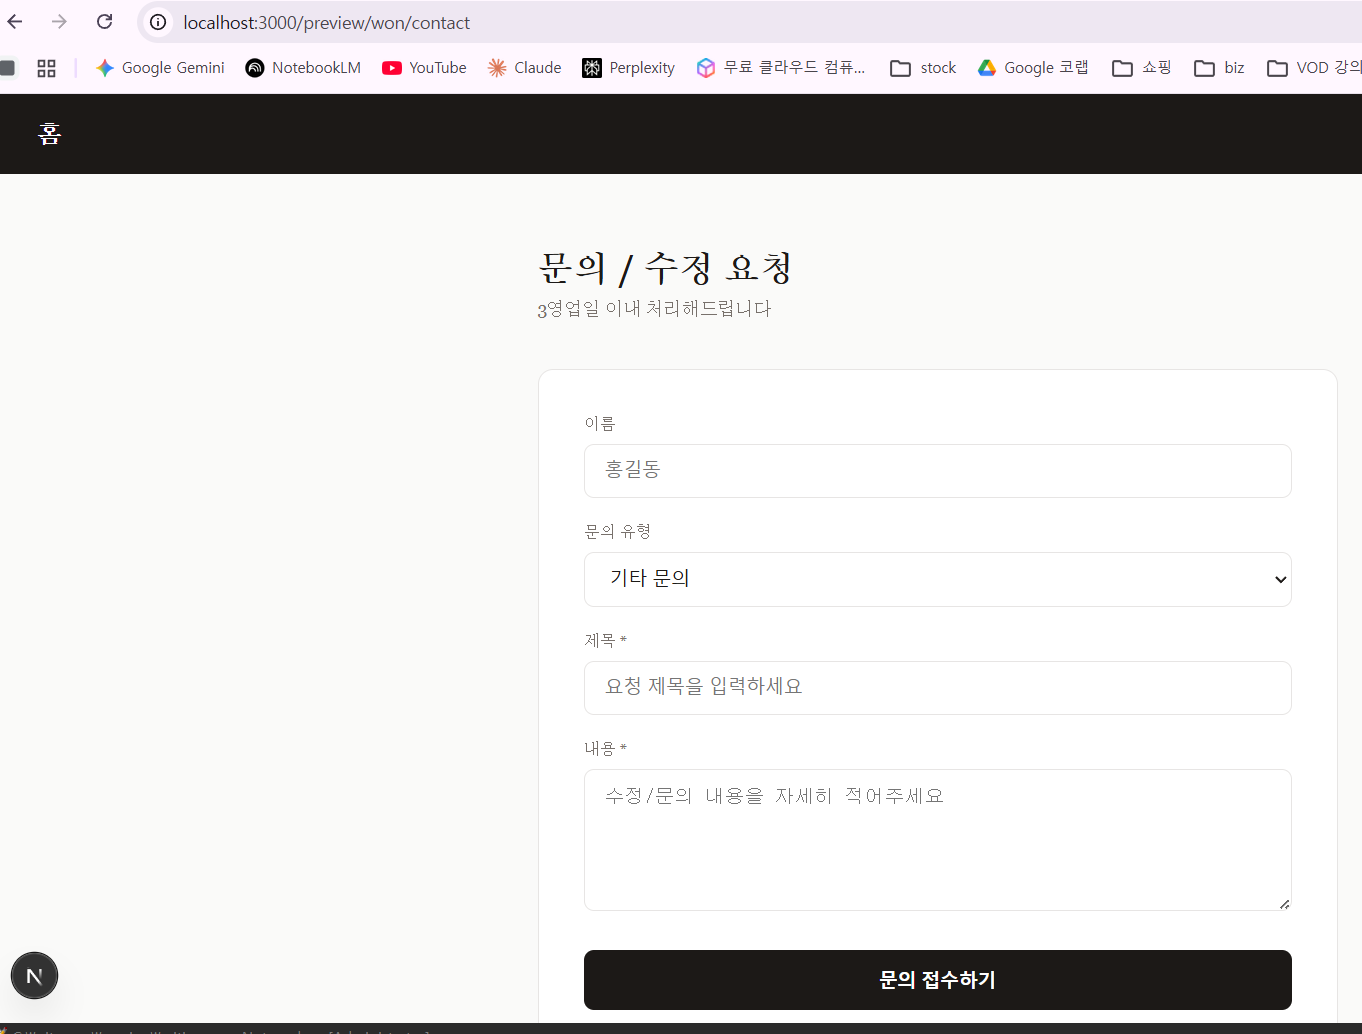 localhost:3000/preview/won/contact
Google Gemini NotebookLM YouTube Claude Perplexity 무료 클라우드 컴퓨... stock Google 코랩 쇼핑 biz VOD 강의
홈
문의 / 수정 요청
3영업일 이내 처리해드립니다
이름
홍길동
문의 유형
기타 문의
제목 *
요청 제목을 입력하세요
내용 *
수정/문의 내용을 자세히 적어주세요
N
문의 접수하기